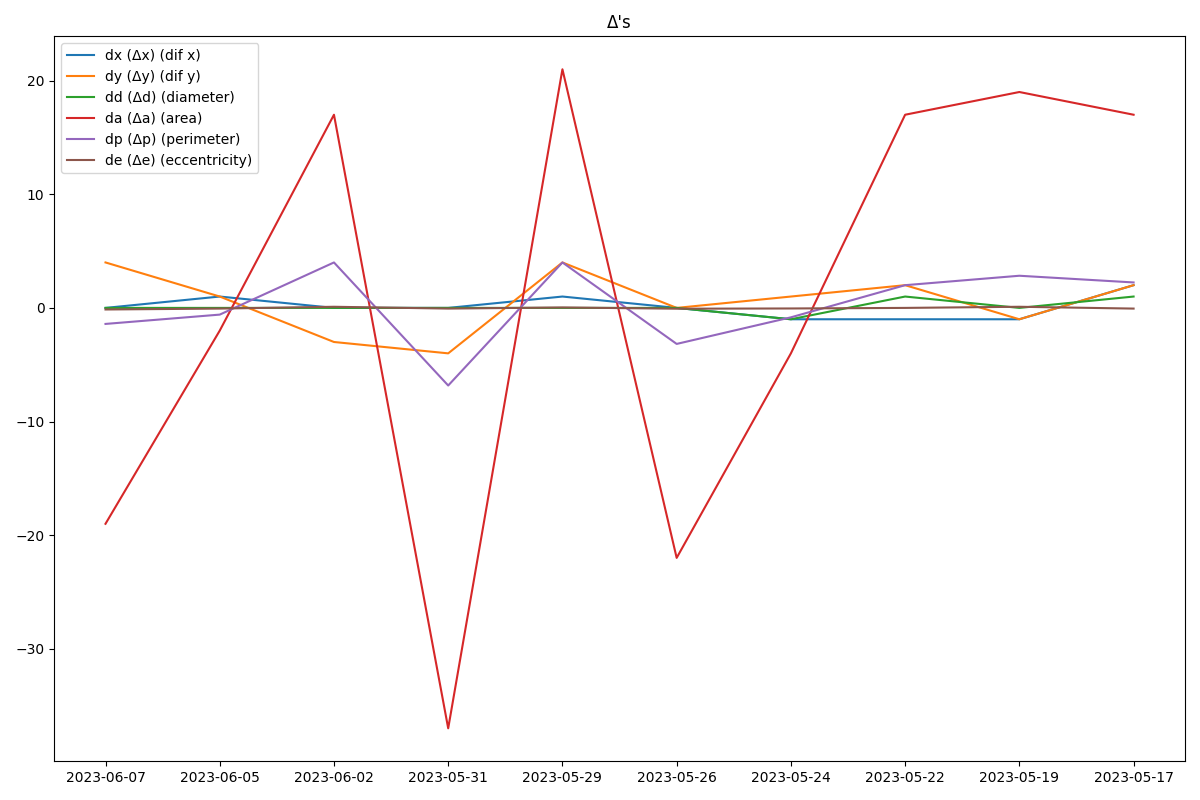 Δ's
dx (Δx) (dif x)
dy (Δy) (dif y)
dd (Δd) (diameter)
da (Δa) (area)
dp (Δp) (perimeter)
de (Δe) (eccentricity)
20
10
0
−10
−20
−30
2023-06-07 2023-06-05 2023-06-02 2023-05-31 2023-05-29 2023-05-26 2023-05-24 2023-05-22 2023-05-19 2023-05-17